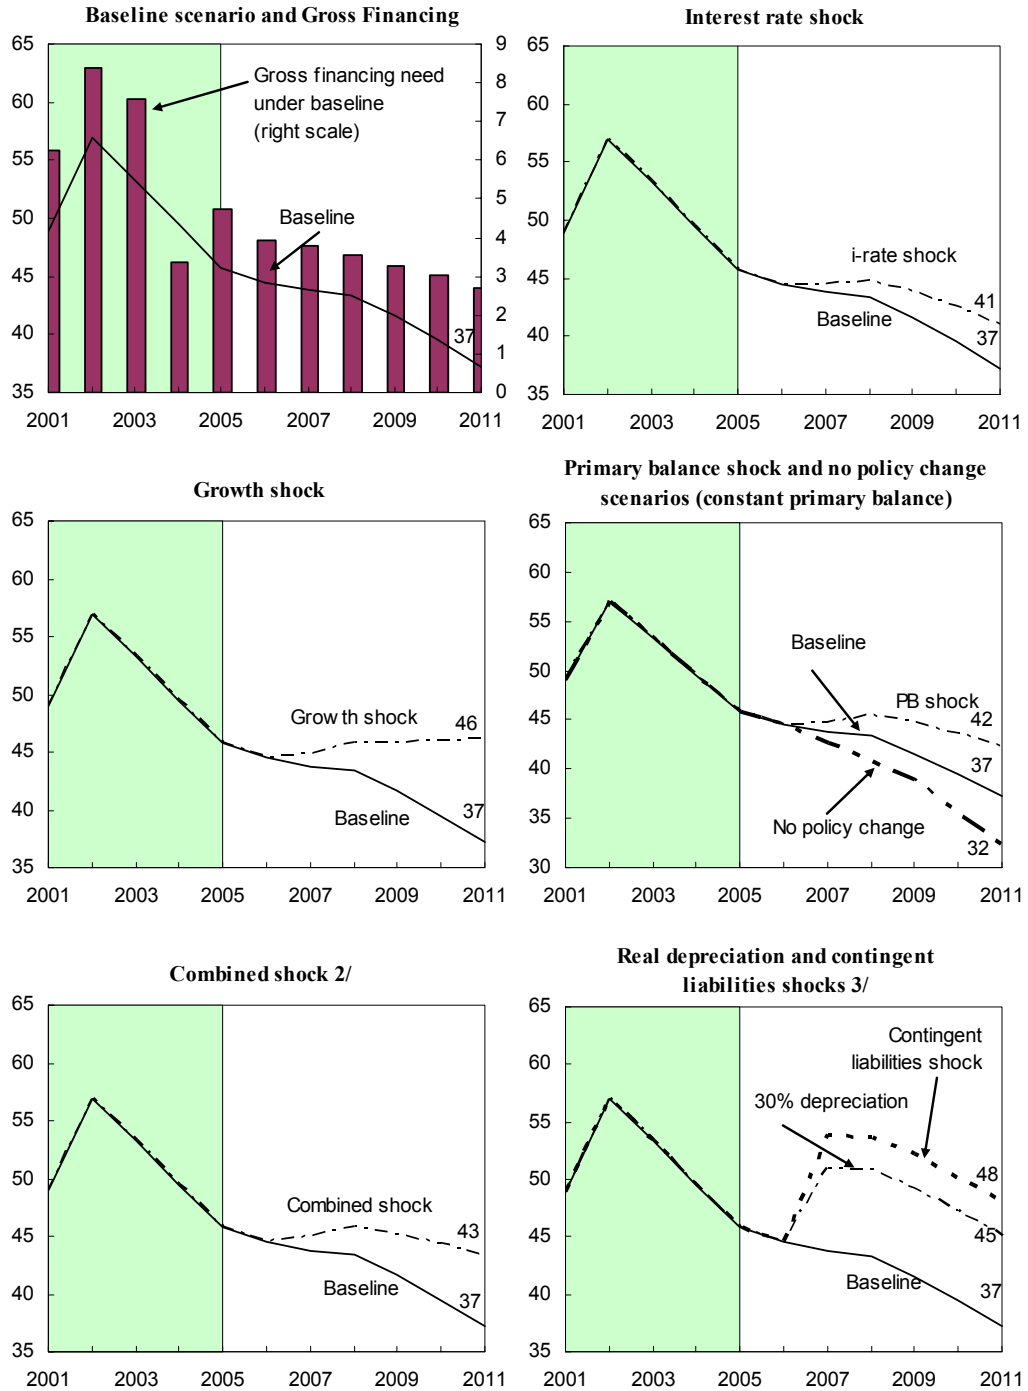 Baseline scenario and Gross Financing
65
60
55
50
45
40
35
9
8
7
6
5
4
3
2
1
0
Gross financing need
under baseline
(right scale)
Baseline
37
2001 2003 2005 2007 2009 2011
Interest rate shock
65
60
55
50
45
40
35
i-rate shock
41
Baseline
37
2001 2003 2005 2007 2009 2011
Growth shock
65
60
55
50
45
40
35
Growth shock
46
37
Baseline
2001 2003 2005 2007 2009 2011
Primary balance shock and no policy change
scenarios (constant primary balance)
65
60
55
50
45
40
35
30
Baseline
PB shock
42
37
No policy change
32
2001 2003 2005 2007 2009 2011
Combined shock 2/
65
60
55
50
45
40
35
Combined shock
43
Baseline
37
2001 2003 2005 2007 2009 2011
Real depreciation and contingent
liabilities shocks 3/
65
60
55
50
45
40
35
Contingent
liabilities shock
30% depreciation
48
45
Baseline
37
2001 2003 2005 2007 2009 2011